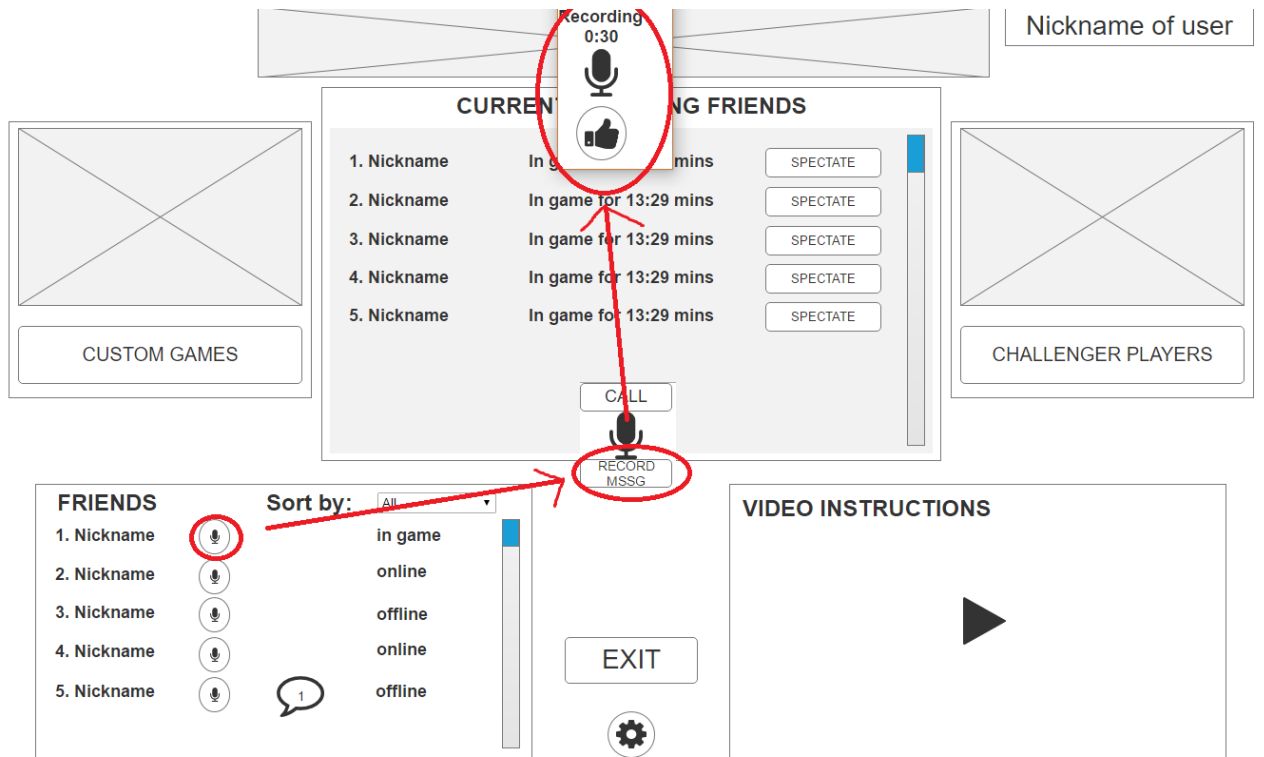 Recording
0:30
Nickname of user
CURREN NG FRIENDS
1. Nickname In g mins SPECTATE
2. Nickname In game for 13:29 mins SPECTATE
3. Nickname In game for 13:29 mins SPECTATE
4. Nickname In game for 13:29 mins SPECTATE
5. Nickname In game for 13:29 mins SPECTATE
CUSTOM GAMES
CHALLENGER PLAYERS
CALL
RECORD
MSSG
FRIENDS Sort by: All
1. Nickname in game
2. Nickname online
3. Nickname offline
4. Nickname online
5. Nickname 1 offline
EXIT
VIDEO INSTRUCTIONS